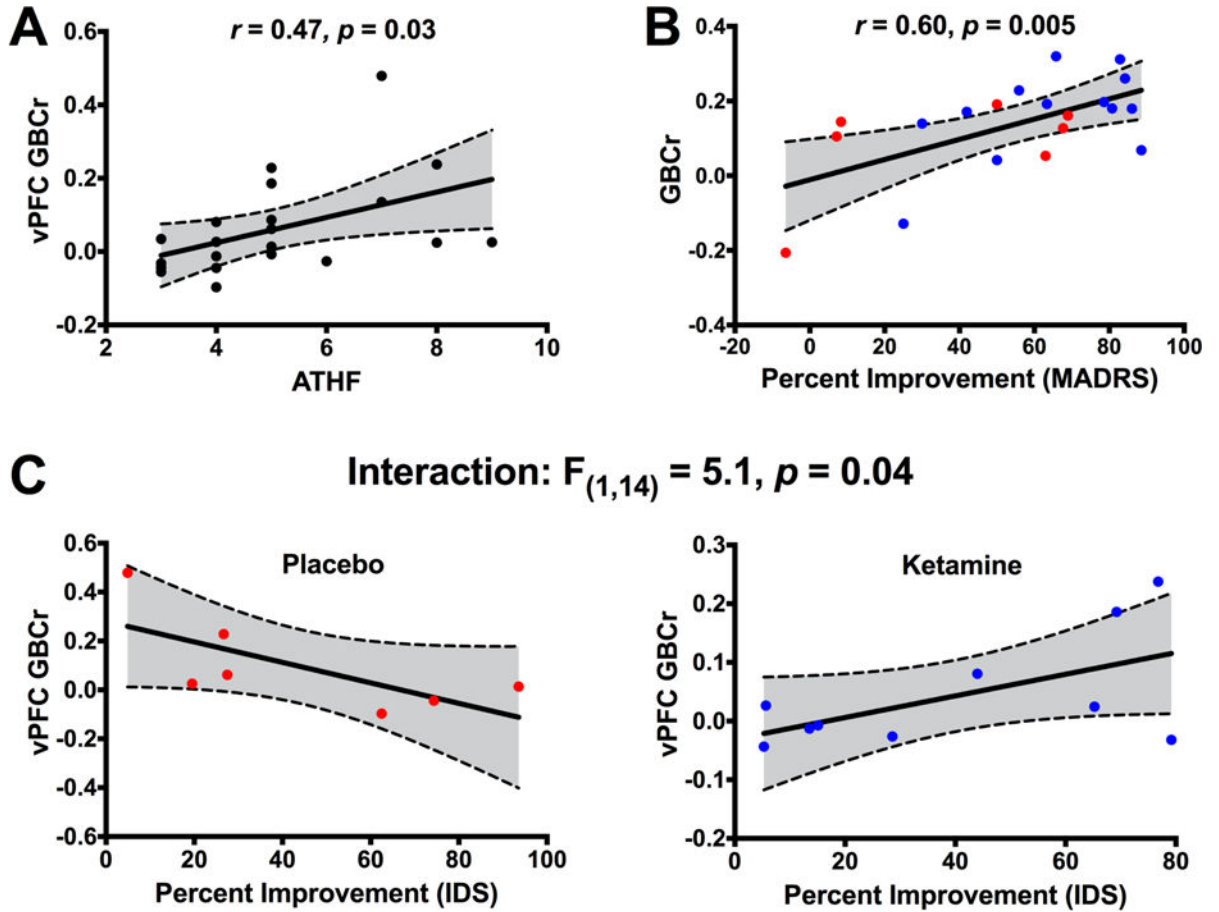 A
r = 0.47, p = 0.03
vPFC GBCr
0.6
0.4
0.2
0.0
-0.2
2
4
6
8
10
ATHF
B
r = 0.60, p = 0.005
GBCr
0.4
0.2
0.0
-0.2
-0.4
-20
0
20
40
60
80
100
Percent Improvement (MADRS)
C
Interaction: F(1,14) = 5.1, p = 0.04
Placebo
vPFC GBCr
0.6
0.4
0.2
0.0
-0.2
-0.4
-0.6
0
20
40
60
80
100
Percent Improvement (IDS)
Ketamine
vPFC GBCr
0.3
0.2
0.1
0.0
-0.1
-0.2
0
20
40
60
80
Percent Improvement (IDS)